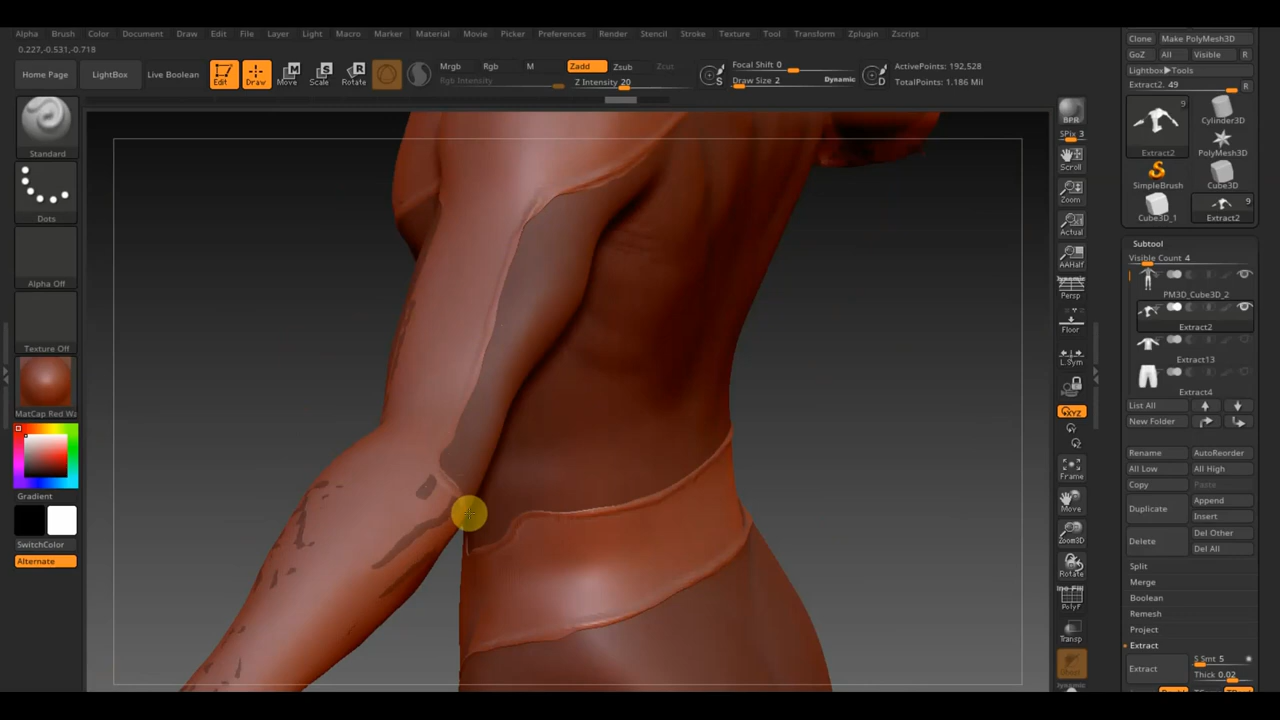 Alpha Brush Color Document Draw Edit File Layer Light Macro Marker Material Movie Picker Preferences Render Stencil Stroke Texture Tool Transform Zplugin Zscript
0.227,-0.531,-0.718
Home Page LightBox Live Boolean Edit Draw Move Scale Rotate
Mrgb Rgb M Zadd Zsub Zcut
Rgb Intensity Z Intensity 20
Focal Shift 0
Draw Size 2 Dynamic
S D
ActivePoints: 192,528
TotalPoints: 1.186 Mil
Standard
Dots
Alpha Off
Texture Off
MatCap Red Wa
Gradient
SwitchColor
Alternate
BPR
SPix 3
Scroll
Zoom
Actual
AAHalf
Dynamic
Persp
Floor
L.Sym
XYZ
Frame
Move
Zoom3D
Rotate
PolyF
Transp
Dynamic
Clone Make PolyMesh3D
GoZ All Visible R
Lightbox▶Tools
Extract2. 49 R
9
Extract2
Cylinder3D
PolyMesh3D
SimpleBrush
Cube3D
Cube3D_1
9
Extract2
Subtool
Visible Count 4
PM3D_Cube3D_2
Extract2
Extract13
Extract4
List All
New Folder
Rename AutoReorder
All Low All High
Copy Paste
Duplicate Append
Insert
Delete Del Other
Del All
Split
Merge
Boolean
Remesh
Project
Extract
Extract S Smt 5
Thick 0.02